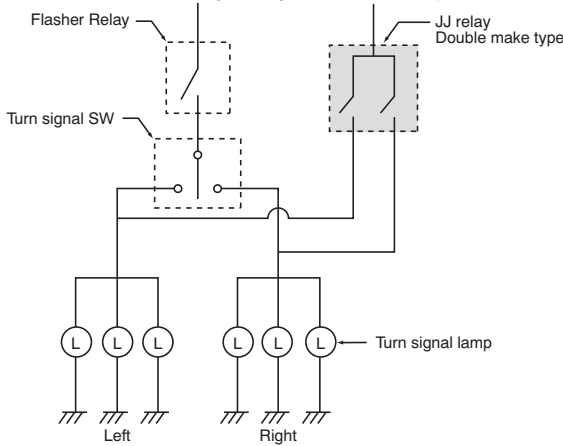 Flasher Relay
JJ relay
Double make type
Turn signal SW
L
L
L
L
L
L
Turn signal lamp
Left
Right